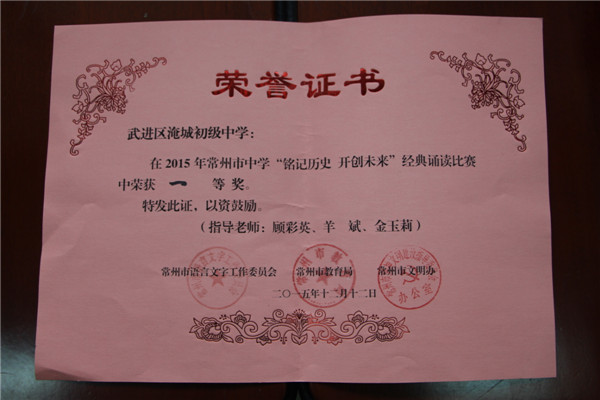 荣誉证书
武进区淹城初级中学：
在2015年常州市中学“铭记历史 开创未来”经典诵读比赛
中荣获 一 等奖。
特发此证，以资鼓励。
（指导老师：顾彩英、羊 斌、金玉莉）
常州市语言文字工作委员会 常州市教育局 常州市文明办
二〇一五年十二月十二日